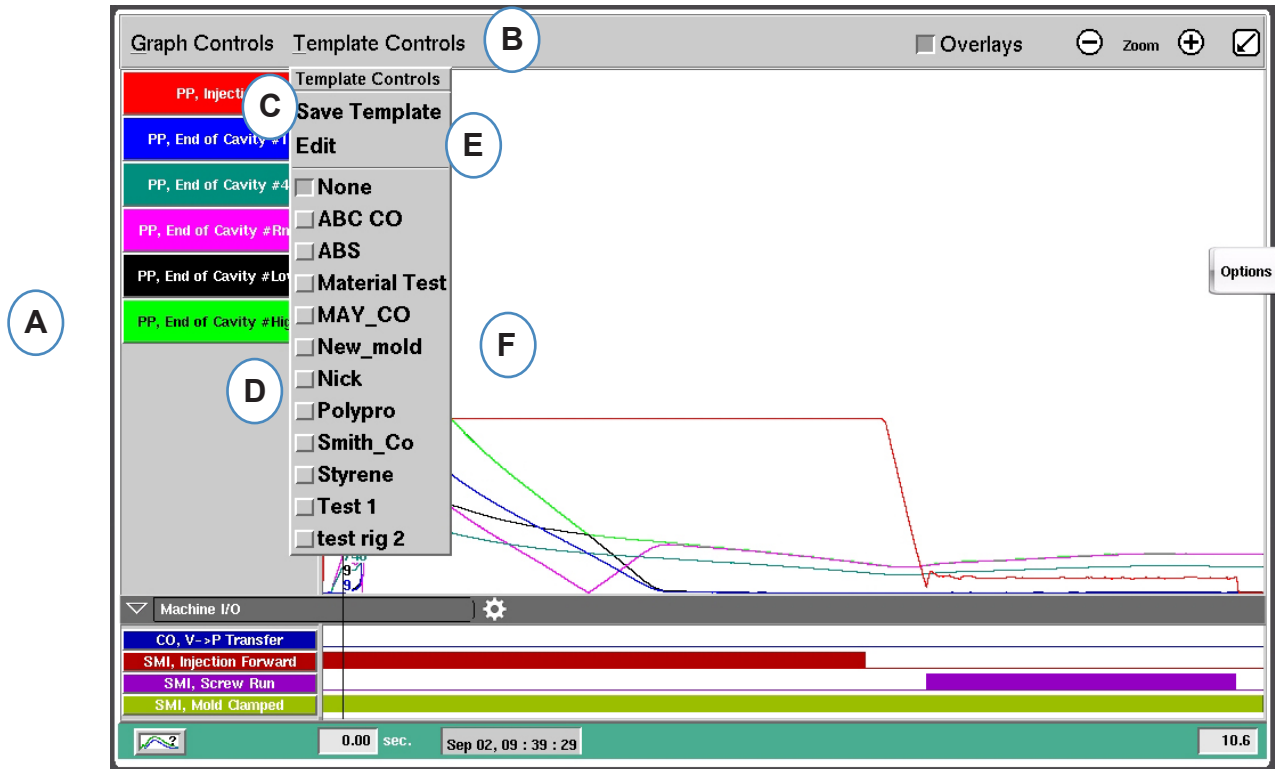 Graph Controls Template Controls B Overlays Zoom
Template Controls
PP, Injecti
C
Save Template
PP, End of Cavity #1
Edit
E
PP, End of Cavity #4
None
ABC CO
PP, End of Cavity #Rn
ABS
PP, End of Cavity #Lov
Material Test
Options
A
PP, End of Cavity #Hig
MAY_CO
New_mold
F
D
Nick
Polypro
Smith_Co
Styrene
Test 1
test rig 2
Machine I/O
CO, V->P Transfer
SMI, Injection Forward
SMI, Screw Run
SMI, Mold Clamped
0.00 sec. Sep 02, 09 : 39 : 29 10.6